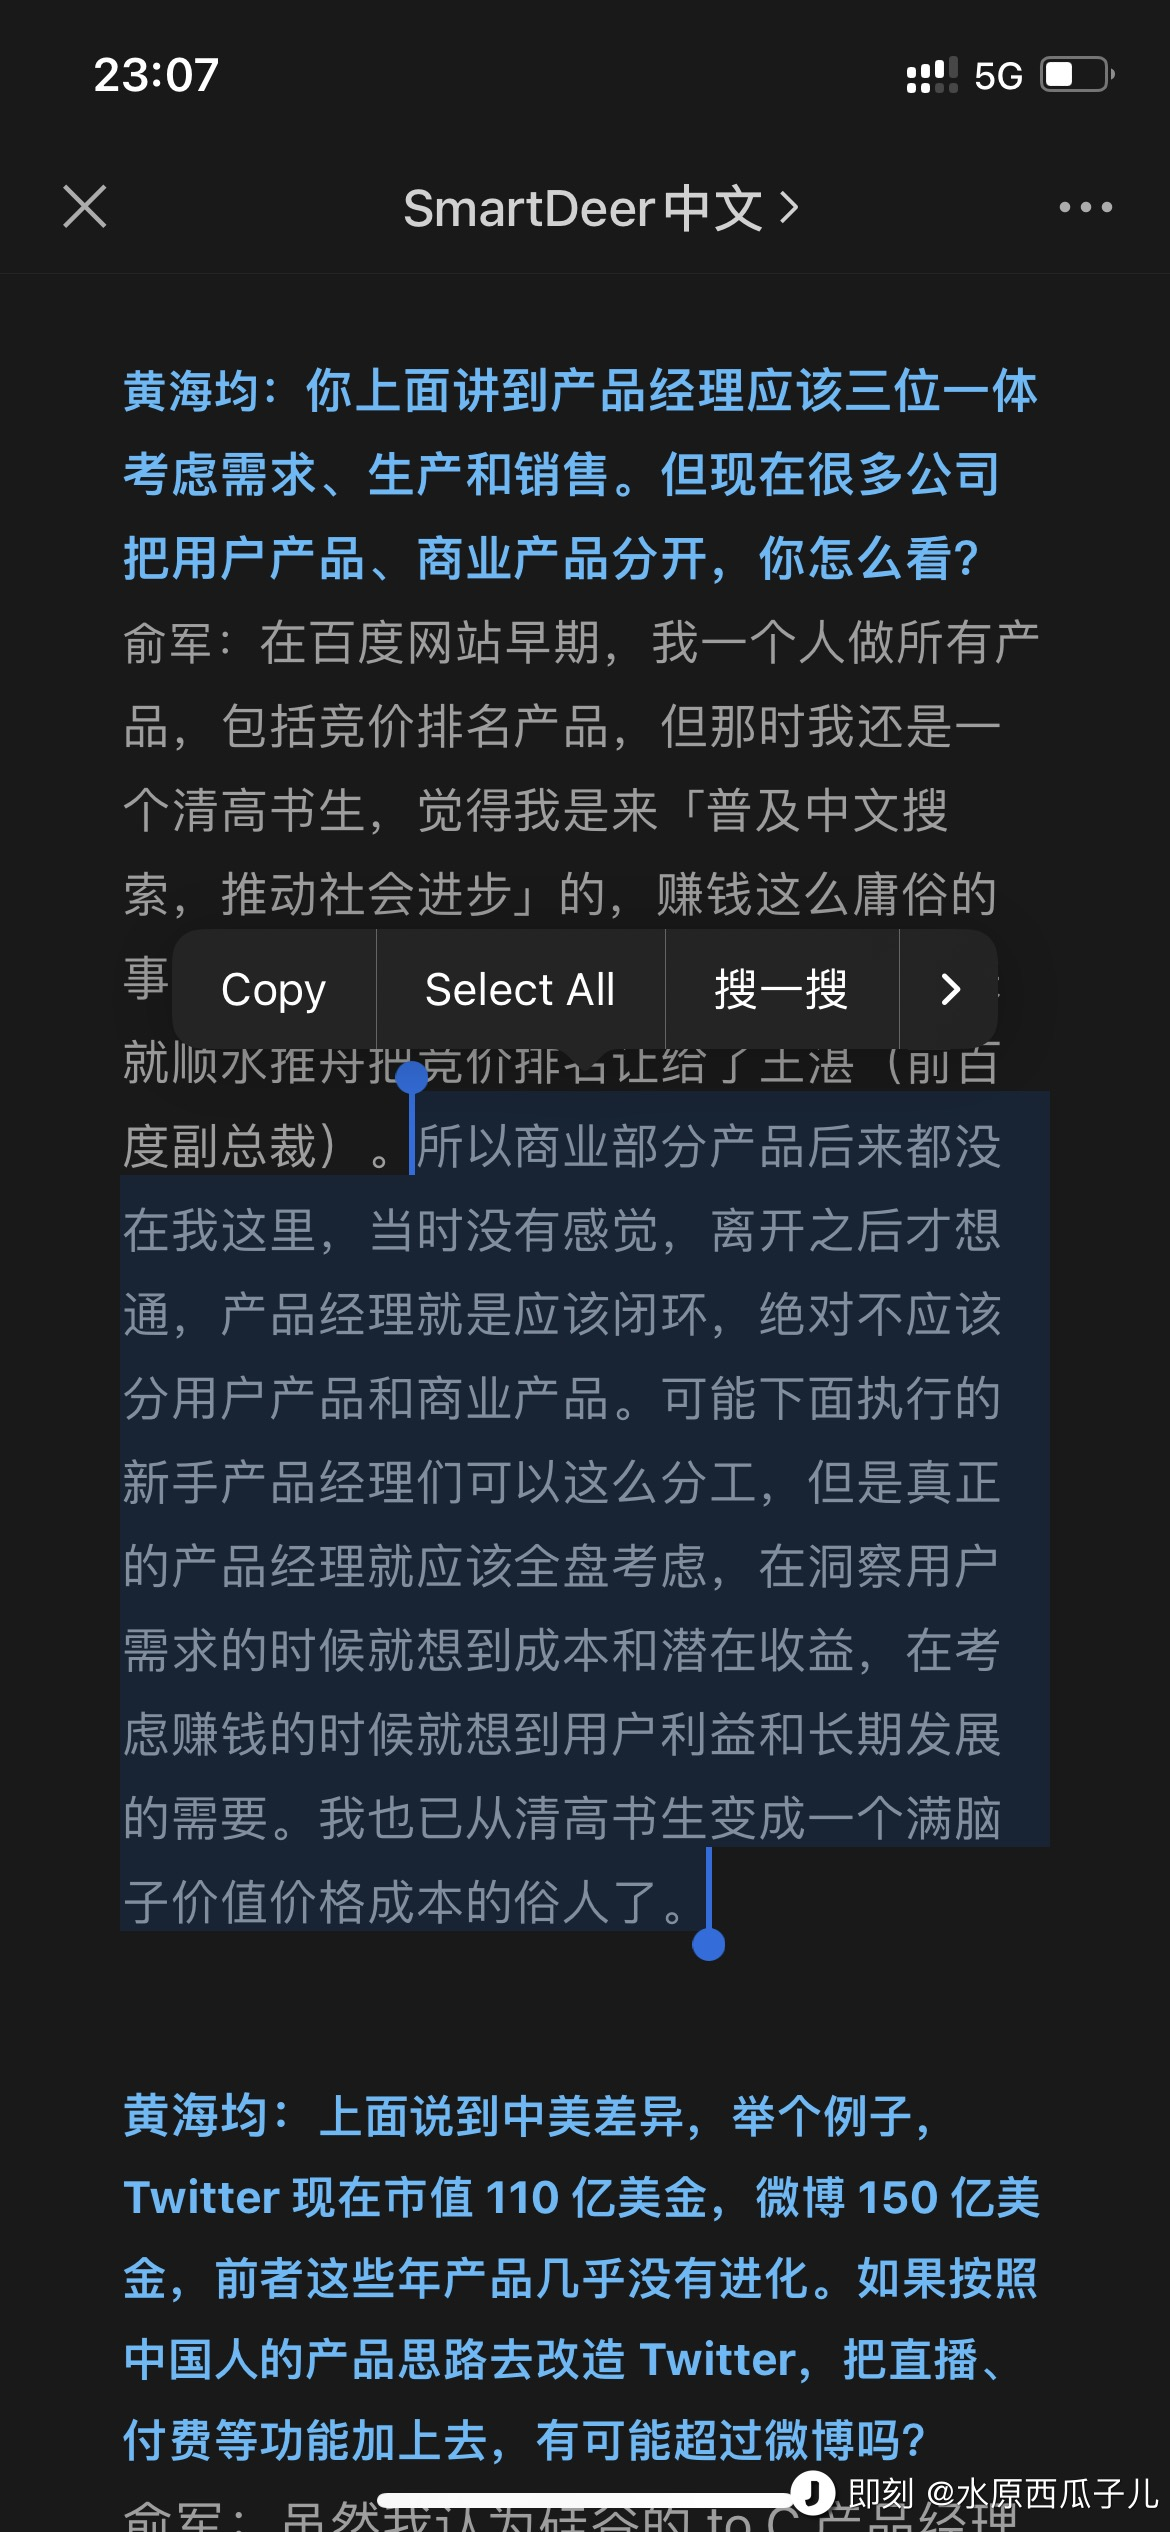 23:07
5G
SmartDeer中文
黄海均：你上面讲到产品经理应该三位一体
考虑需求、生产和销售。但现在很多公司
把用户产品、商业产品分开，你怎么看？
俞军：在百度网站早期，我一个人做所有产
品，包括竞价排名产品，但那时我还是一
个清高书生，觉得我是来「普及中文搜
索，推动社会进步」的，赚钱这么庸俗的
事
Copy
Select All
搜一搜
就顺水推舟把竞价排名让给了王湛（前百
度副总裁）。所以商业部分产品后来都没
在我这里，当时没有感觉，离开之后才想
通，产品经理就是应该闭环，绝对不应该
分用户产品和商业产品。可能下面执行的
新手产品经理们可以这么分工，但是真正
的产品经理就应该全盘考虑，在洞察用户
需求的时候就想到成本和潜在收益，在考
虑赚钱的时候就想到用户利益和长期发展
的需要。我也已从清高书生变成一个满脑
子价值价格成本的俗人了。
黄海均：上面说到中美差异，举个例子，
Twitter 现在市值 110 亿美金，微博 150 亿美
金，前者这些年产品几乎没有进化。如果按照
中国人的产品思路去改造 Twitter，把直播、
付费等功能加上去，有可能超过微博吗？
即刻 @水原西瓜子儿
俞军：虽然我认为硅谷的 to C 产品经理